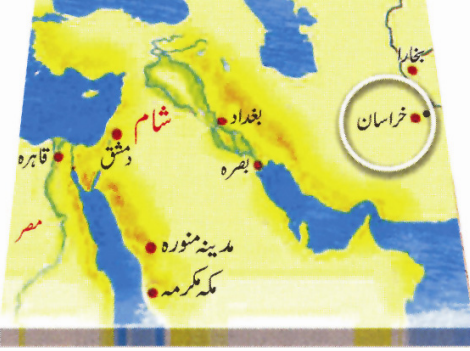 بخارا
خراسان
بغداد
شام
دمشق
قاہرہ
بصرہ
مصر
مدینہ منورہ
مکہ مکرمہ